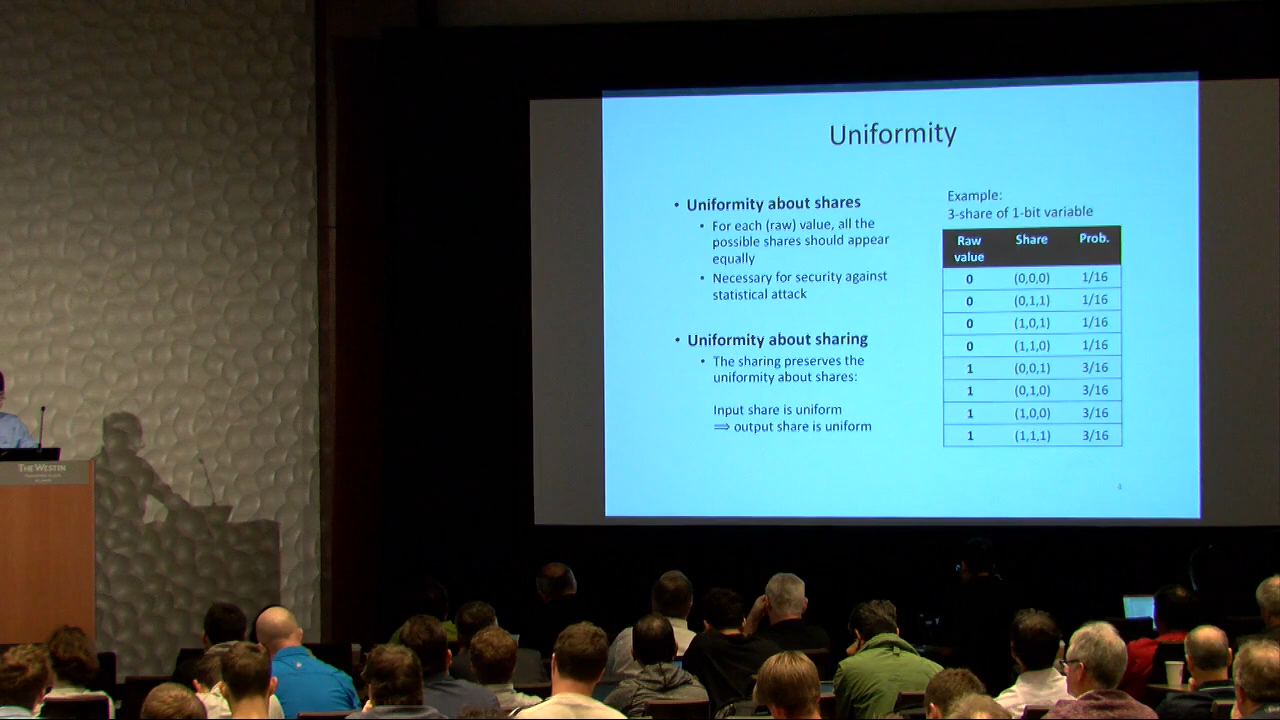 Uniformity
• Uniformity about shares
• For each (raw) value, all the
possible shares should appear
equally
• Necessary for security against
statistical attack
• Uniformity about sharing
• The sharing preserves the
uniformity about shares:
Input share is uniform
⟹ output share is uniform
Example:
3-share of 1-bit variable
Raw value Share Prob.
0 (0,0,0) 1/16
0 (0,1,1) 1/16
0 (1,0,1) 1/16
0 (1,1,0) 1/16
1 (0,0,1) 3/16
1 (0,1,0) 3/16
1 (1,0,0) 3/16
1 (1,1,1) 3/16
4
THE WESTIN